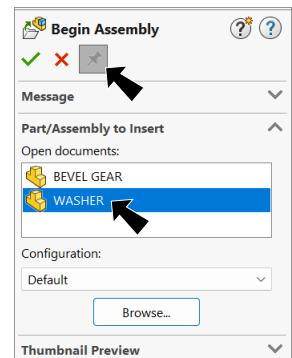 Begin Assembly
Message
Part/Assembly to Insert
Open documents:
BEVEL GEAR
WASHER
Configuration:
Default
Browse...
Thumbnail Preview